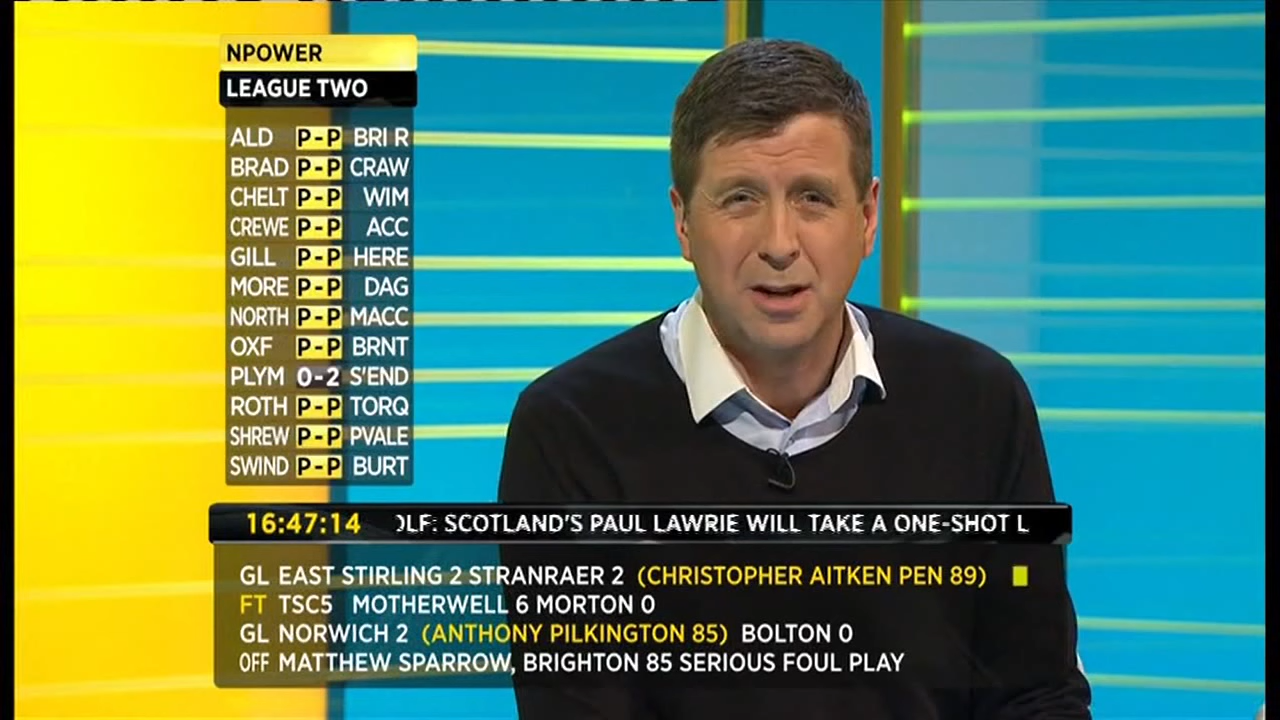 NPOWER
LEAGUE TWO
ALD P-P BRI R
BRAD P-P CRAW
CHELT P-P WIM
CREWE P-P ACC
GILL P-P HERE
MORE P-P DAG
NORTH P-P MACC
OXF P-P BRNT
PLYM 0-2 S'END
ROTH P-P TORQ
SHREW P-P PVALE
SWIND P-P BURT
16:47:14 OLF: SCOTLAND'S PAUL LAWRIE WILL TAKE A ONE-SHOT L
GL EAST STIRLING 2 STRANRAER 2 (CHRISTOPHER AITKEN PEN 89)
FT TSC5 MOTHERWELL 6 MORTON 0
GL NORWICH 2 (ANTHONY PILKINGTON 85) BOLTON 0
OFF MATTHEW SPARROW, BRIGHTON 85 SERIOUS FOUL PLAY